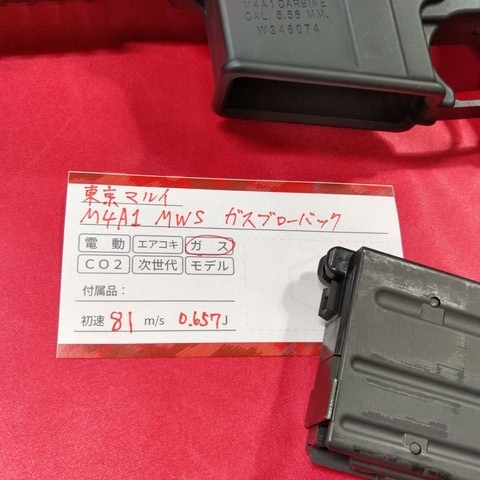 M4A1 CARBINE
CAL. 5.56 MM.
W346074
東京マルイ
M4A1 MWS ガスブローバック
電動 エアコキ ガス
CO2 次世代 モデル
付属品：
初速 81 m/s 0.657J